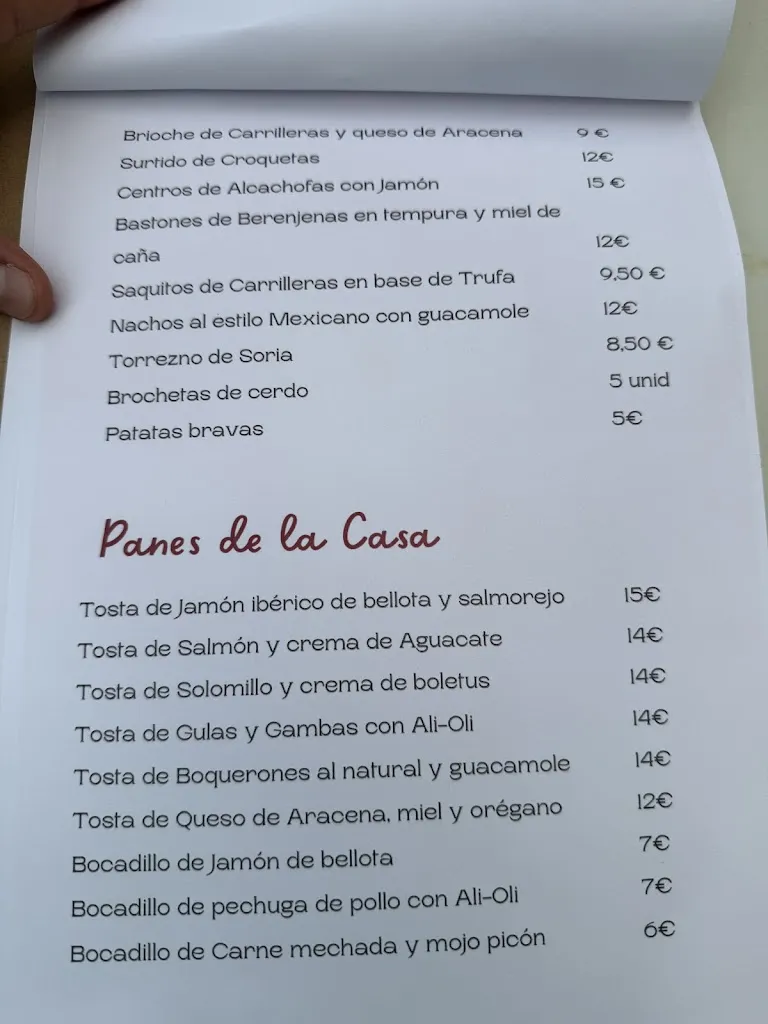 Brioche de Carrilleras y queso de Aracena 9 €
Surtido de Croquetas 12€
Centros de Alcachofas con Jamón 15 €
Bastones de Berenjenas en tempura y miel de
caña 12€
Saquitos de Carrilleras en base de Trufa 9,50 €
Nachos al estilo Mexicano con guacamole 12€
Torrezno de Soria 8,50 €
Brochetas de cerdo 5 unid
Patatas bravas 5€
Panes de la Casa
Tosta de Jamón ibérico de bellota y salmorejo 15€
Tosta de Salmón y crema de Aguacate 14€
Tosta de Solomillo y crema de boletus 14€
Tosta de Gulas y Gambas con Ali-Oli 14€
Tosta de Boquerones al natural y guacamole 14€
Tosta de Queso de Aracena, miel y orégano 12€
Bocadillo de Jamón de bellota 7€
Bocadillo de pechuga de pollo con Ali-Oli 7€
Bocadillo de Carne mechada y mojo picón 6€